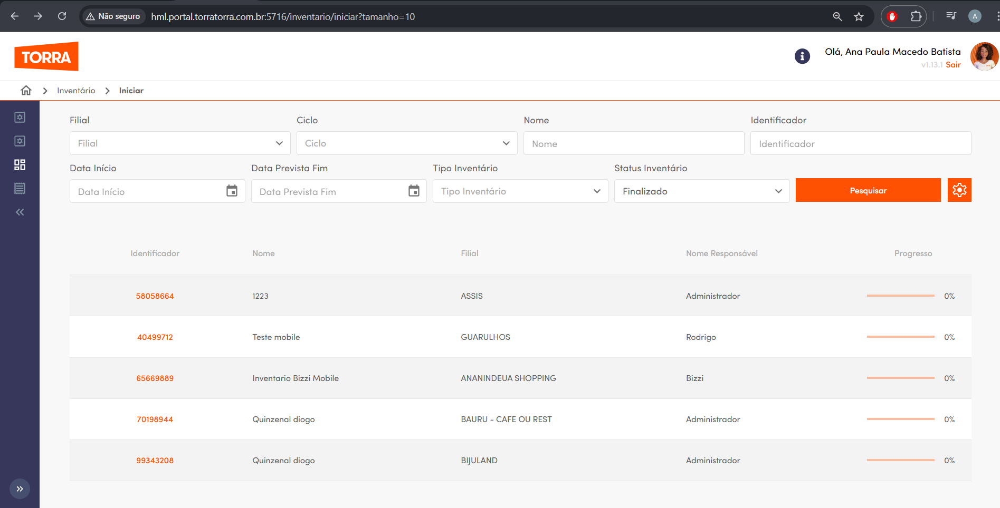 Não seguro
hml.portal.torratorra.com.br:5716/inventario/iniciar?tamanho=10
A
TORRA
Olá, Ana Paula Macedo Batista
v1.13.1 Sair
Inventário
Iniciar
Filial
Ciclo
Nome
Identificador
Filial
Ciclo
Nome
Identificador
Data Início
Data Prevista Fim
Tipo Inventário
Status Inventário
Data Início
Data Prevista Fim
Tipo Inventário
Finalizado
Pesquisar
Identificador Nome Filial Nome Responsável Progresso
58058664 1223 ASSIS Administrador 0%
40499712 Teste mobile GUARULHOS Rodrigo 0%
65669889 Inventario Bizzi Mobile ANANINDEUA SHOPPING Bizzi 0%
70198944 Quinzenal diogo BAURU - CAFE OU REST Administrador 0%
99343208 Quinzenal diogo BIJULAND Administrador 0%